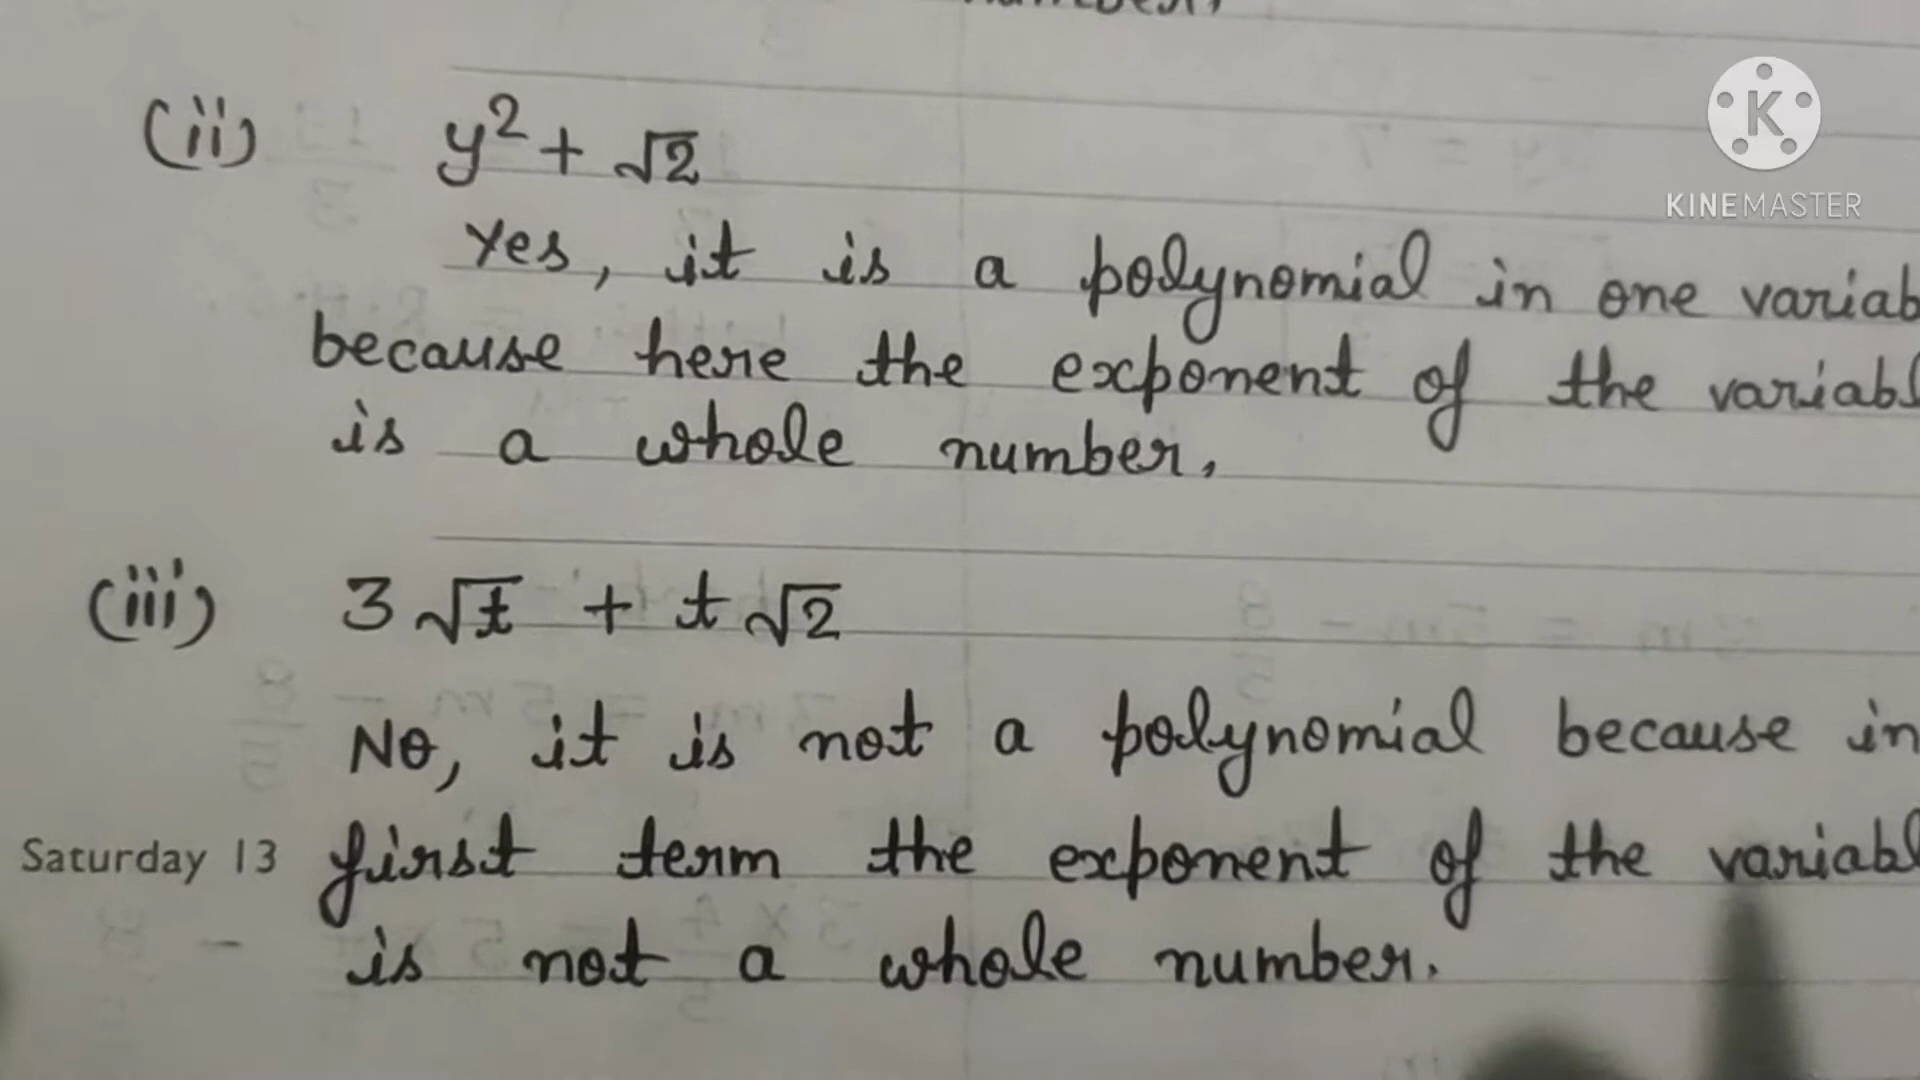 (ii) y² + √2
Yes, it is a polynomial in one variab
because here the exponent of the variabl
is a whole number,
(iii) 3√t + t√2
No, it is not a polynomial because in
Saturday 13 first term the exponent of the variabl
is not a whole number.
K
KINEMASTER